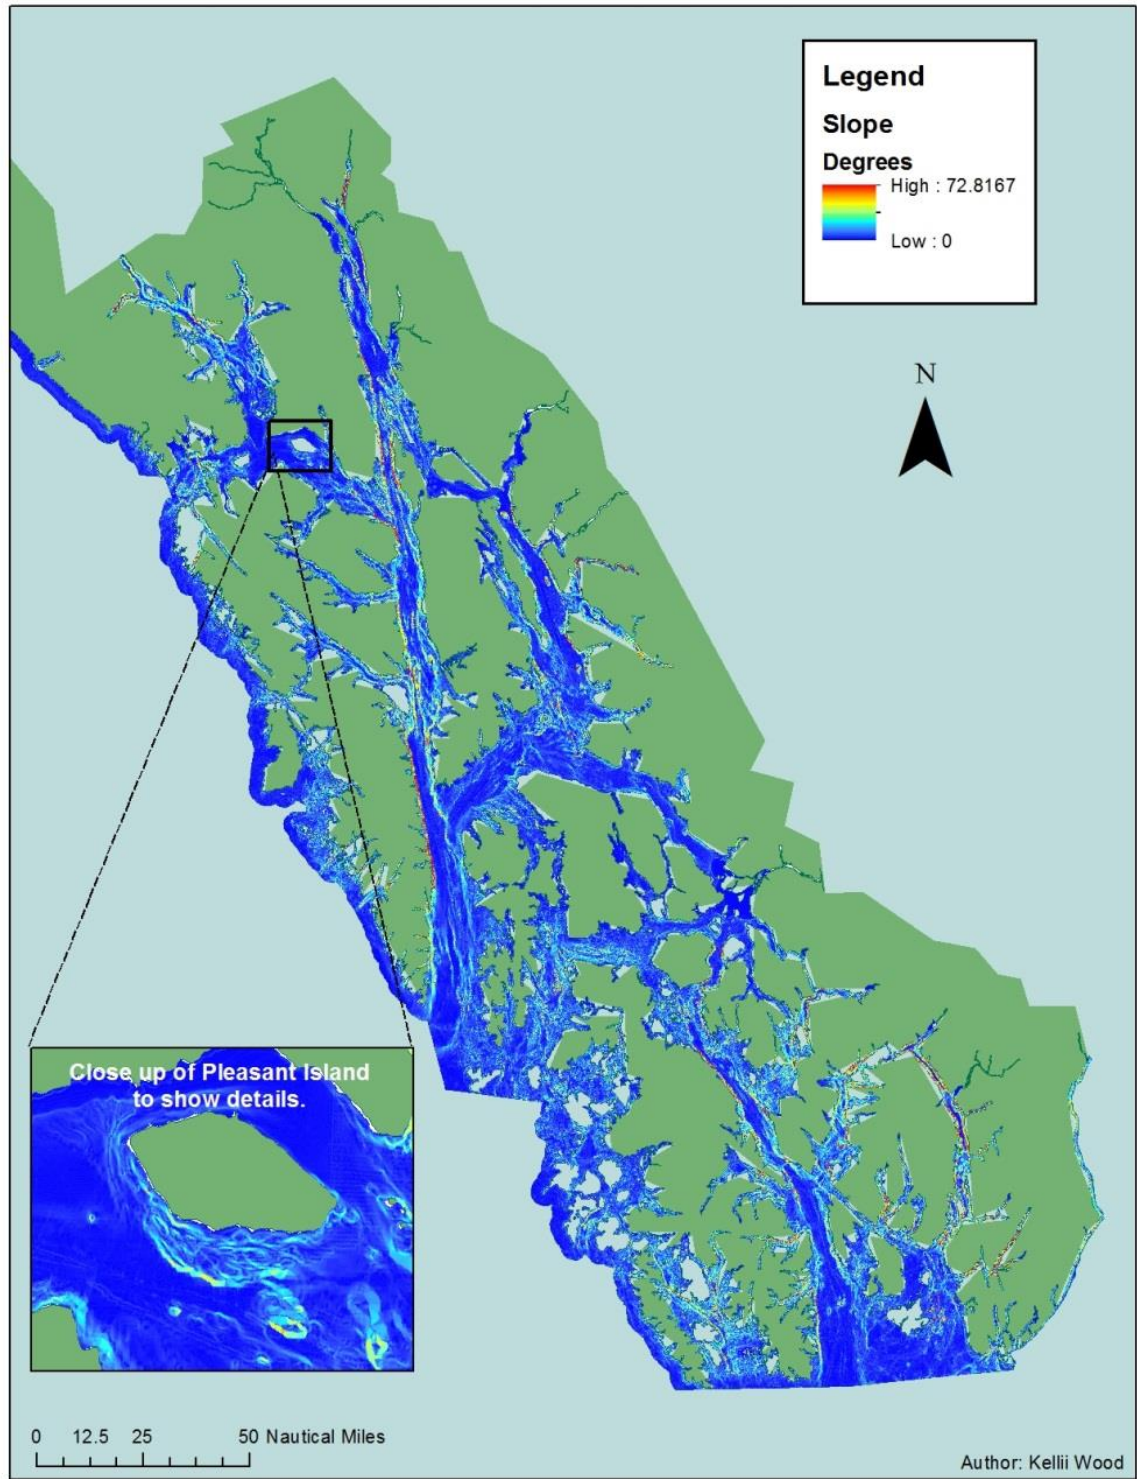 Legend
Slope
Degrees
High : 72.8167
Low : 0
N
Close up of Pleasant Island
to show details.
0 12.5 25 50 Nautical Miles
Author: Kellii Wood